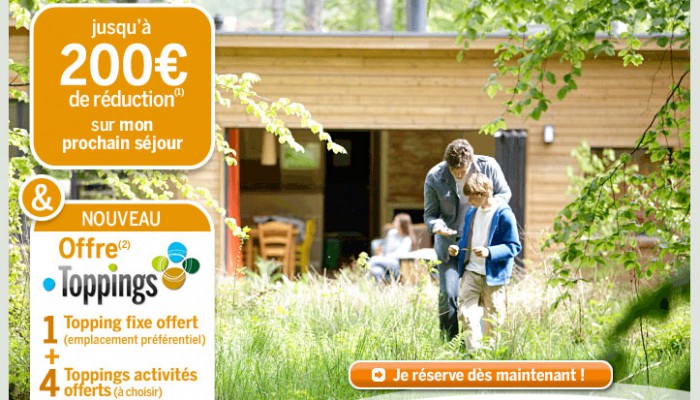 jusqu'à
200€
de réduction(1)
sur mon
prochain séjour
&
NOUVEAU
Offre(2)
Toppings
1 Topping fixe offert
(emplacement préférentiel)
+
4 Toppings activités
offerts (à choisir)
Je réserve dès maintenant !